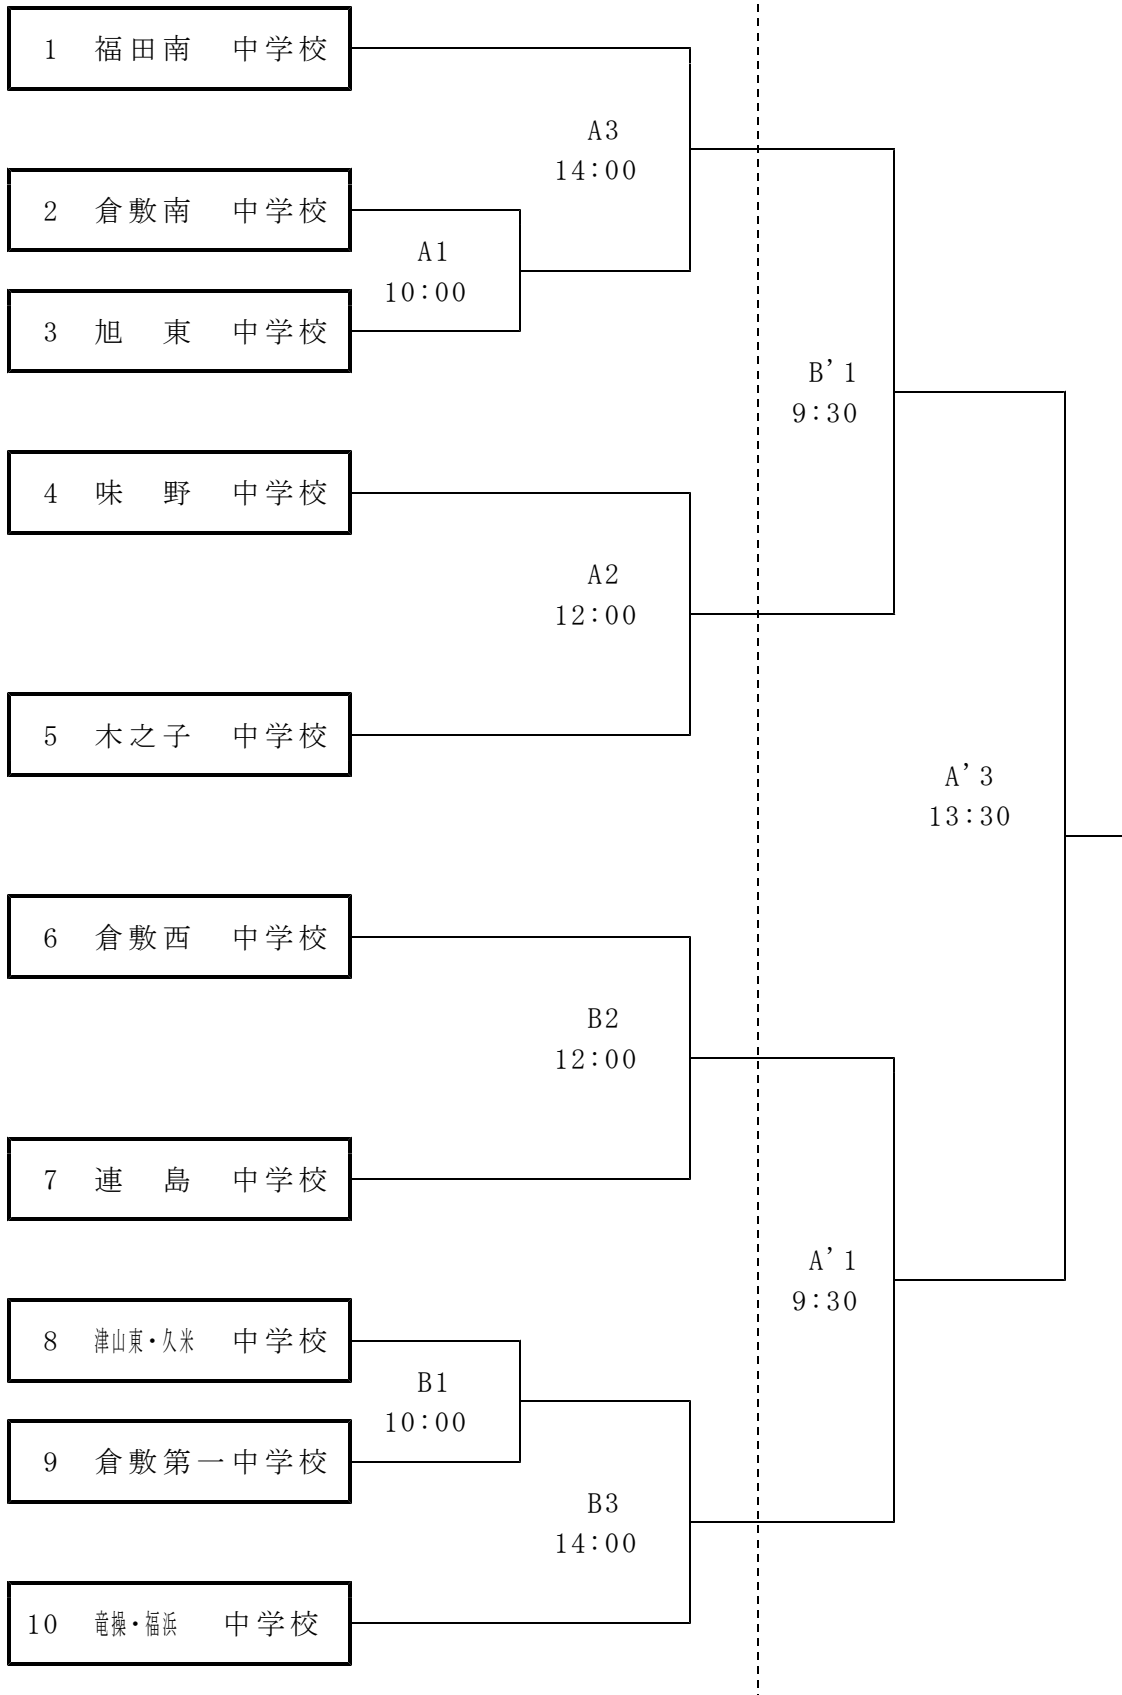 1 福田南 中学校
A3
14:00
2 倉敷南 中学校
A1
10:00
3 旭 東 中学校
B'1
9:30
4 味 野 中学校
A2
12:00
5 木之子 中学校
A'3
13:30
6 倉敷西 中学校
B2
12:00
7 連 島 中学校
A'1
9:30
8 津山東・久米 中学校
B1
10:00
9 倉敷第一中学校
B3
14:00
10 竜操・福浜 中学校